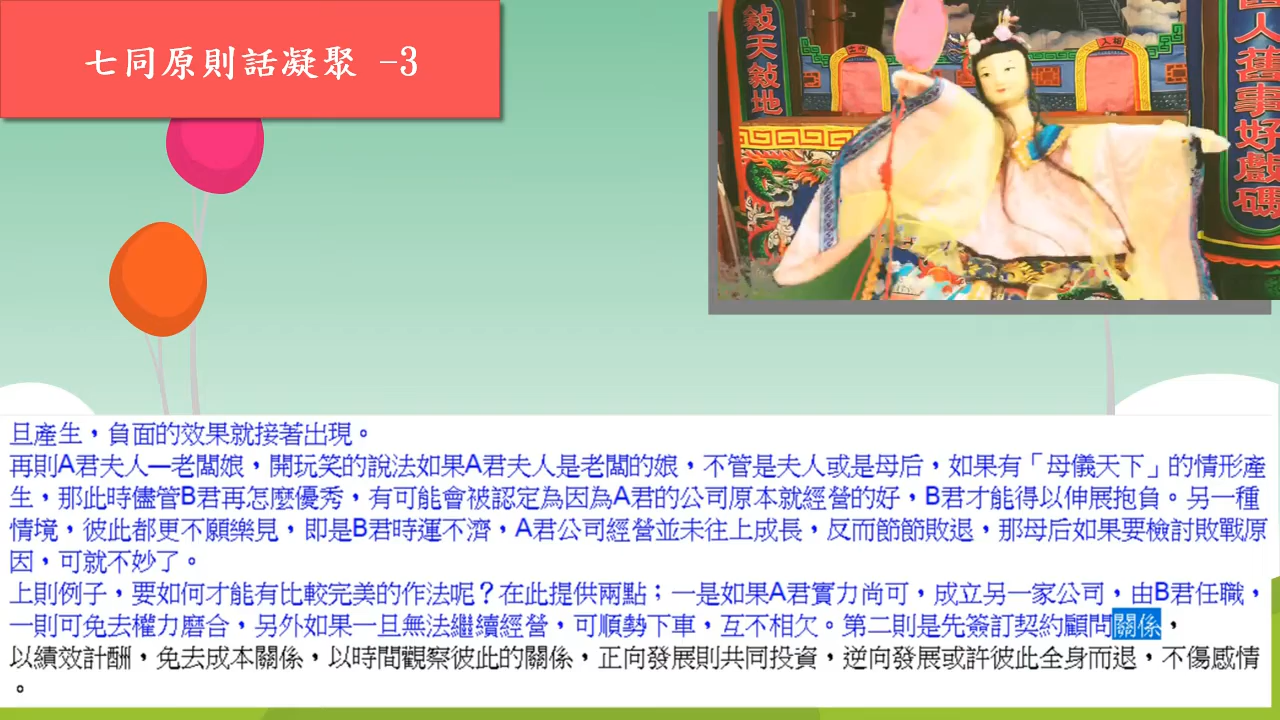 七同原則話凝聚 -3
敍天敍地
入相
人舊事好戲碼
旦產生，負面的效果就接著出現。
再則A君夫人—老闆娘，開玩笑的說法如果A君夫人是老闆的娘，不管是夫人或是母后，如果有「母儀天下」的情形產
生，那此時儘管B君再怎麼優秀，有可能會被認定為因為A君的公司原本就經營的好，B君才能得以伸展抱負。另一種
情境，彼此都更不願樂見，即是B君時運不濟，A君公司經營並未往上成長，反而節節敗退，那母后如果要檢討敗戰原
因，可就不妙了。
上則例子，要如何才能有比較完美的作法呢？在此提供兩點；一是如果A君實力尚可，成立另一家公司，由B君任職，
一則可免去權力磨合，另外如果一旦無法繼續經營，可順勢下車，互不相欠。第二則是先簽訂契約顧問關係，
以績效計酬，免去成本關係，以時間觀察彼此的關係，正向發展則共同投資，逆向發展或許彼此全身而退，不傷感情
。